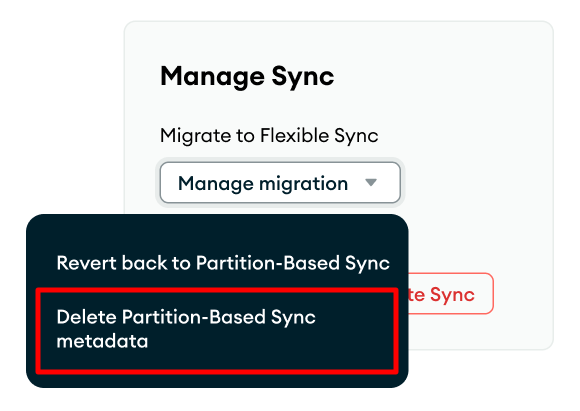 Manage Sync
Migrate to Flexible Sync
Manage migration
Revert back to Partition-Based Sync
Sync
Delete Partition-Based Sync
metadata